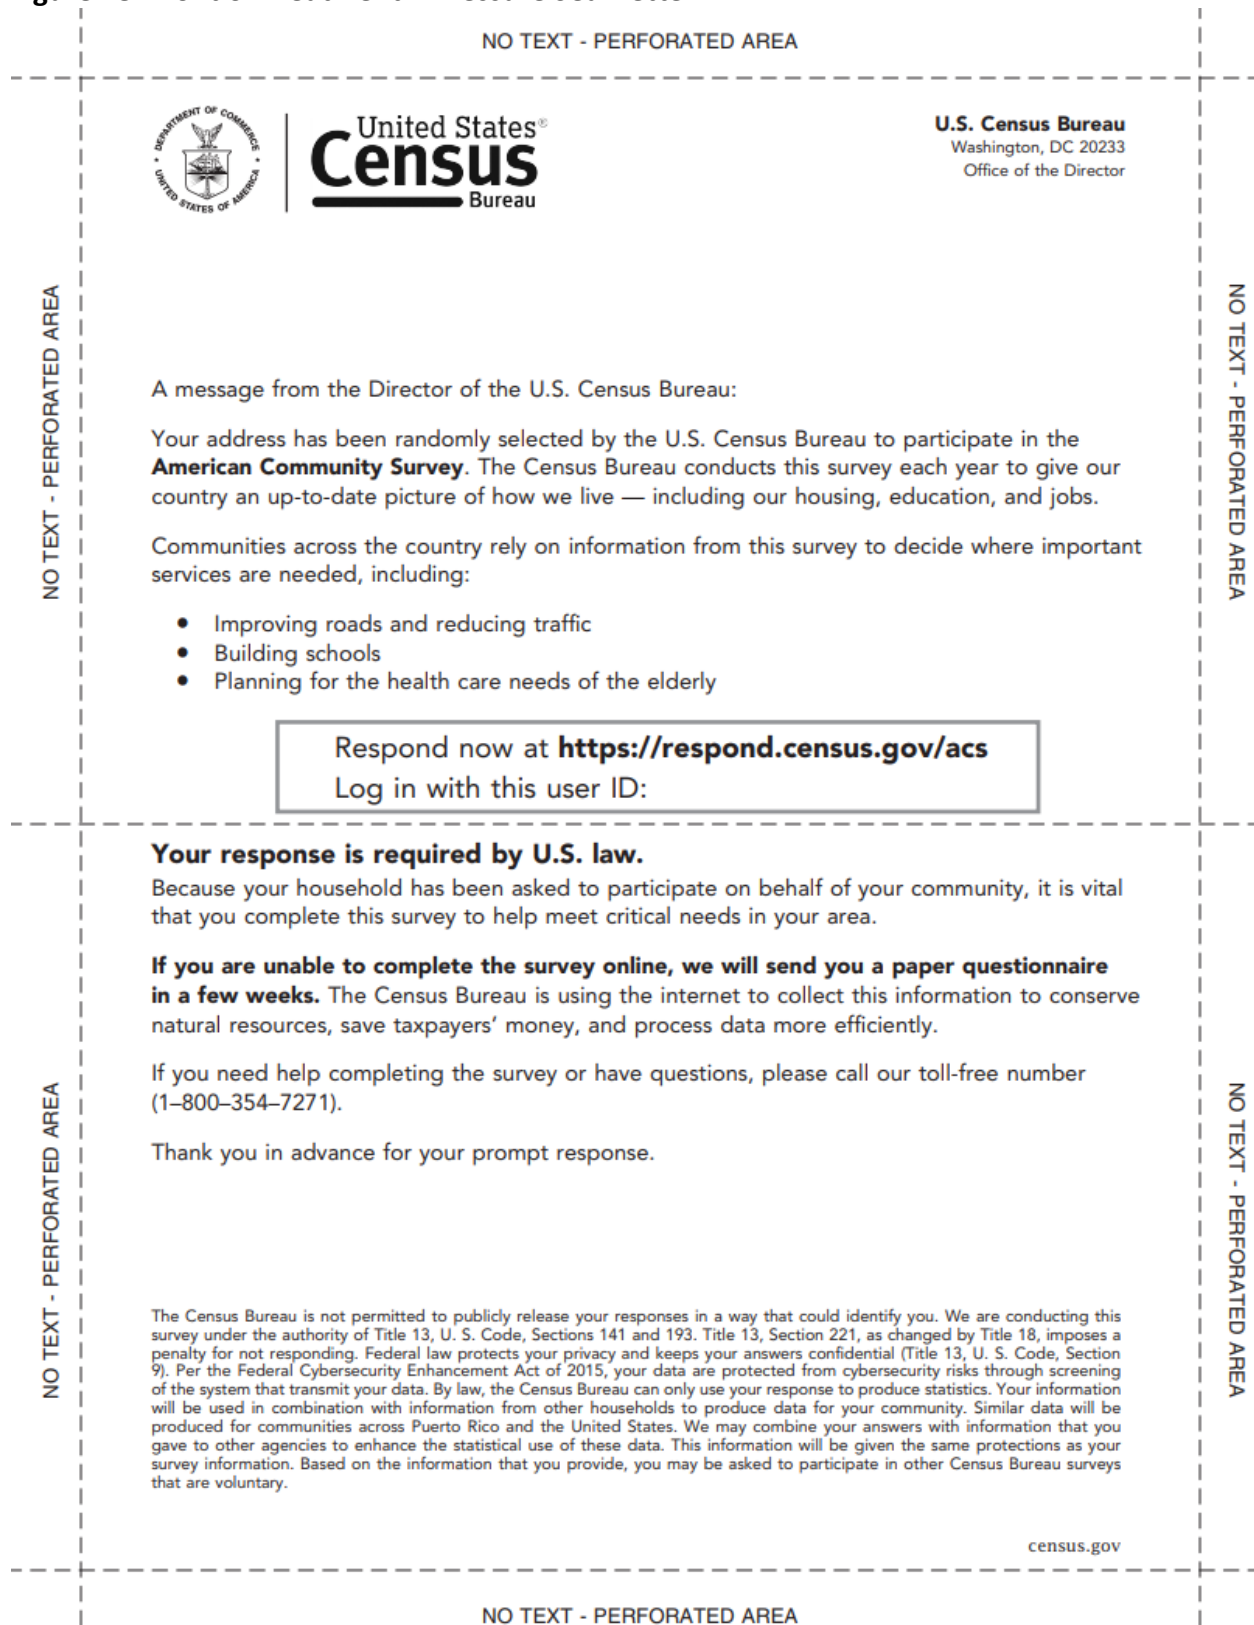 NO TEXT - PERFORATED AREA
DEPARTMENT OF COMMERCE
UNITED STATES OF AMERICA
United States®
Census
Bureau
U.S. Census Bureau
Washington, DC 20233
Office of the Director
NO TEXT - PERFORATED AREA
NO TEXT - PERFORATED AREA
A message from the Director of the U.S. Census Bureau:
Your address has been randomly selected by the U.S. Census Bureau to participate in the
American Community Survey. The Census Bureau conducts this survey each year to give our
country an up-to-date picture of how we live — including our housing, education, and jobs.
Communities across the country rely on information from this survey to decide where important
services are needed, including:
• Improving roads and reducing traffic
• Building schools
• Planning for the health care needs of the elderly
Respond now at https://respond.census.gov/acs
Log in with this user ID:
Your response is required by U.S. law.
Because your household has been asked to participate on behalf of your community, it is vital
that you complete this survey to help meet critical needs in your area.
If you are unable to complete the survey online, we will send you a paper questionnaire
in a few weeks. The Census Bureau is using the internet to collect this information to conserve
natural resources, save taxpayers’ money, and process data more efficiently.
If you need help completing the survey or have questions, please call our toll-free number
(1–800–354–7271).
Thank you in advance for your prompt response.
NO TEXT - PERFORATED AREA
NO TEXT - PERFORATED AREA
The Census Bureau is not permitted to publicly release your responses in a way that could identify you. We are conducting this
survey under the authority of Title 13, U. S. Code, Sections 141 and 193. Title 13, Section 221, as changed by Title 18, imposes a
penalty for not responding. Federal law protects your privacy and keeps your answers confidential (Title 13, U. S. Code, Section
9). Per the Federal Cybersecurity Enhancement Act of 2015, your data are protected from cybersecurity risks through screening
of the system that transmit your data. By law, the Census Bureau can only use your response to produce statistics. Your information
will be used in combination with information from other households to produce data for your community. Similar data will be
produced for communities across Puerto Rico and the United States. We may combine your answers with information that you
gave to other agencies to enhance the statistical use of these data. This information will be given the same protections as your
survey information. Based on the information that you provide, you may be asked to participate in other Census Bureau surveys
that are voluntary.
census.gov
NO TEXT - PERFORATED AREA